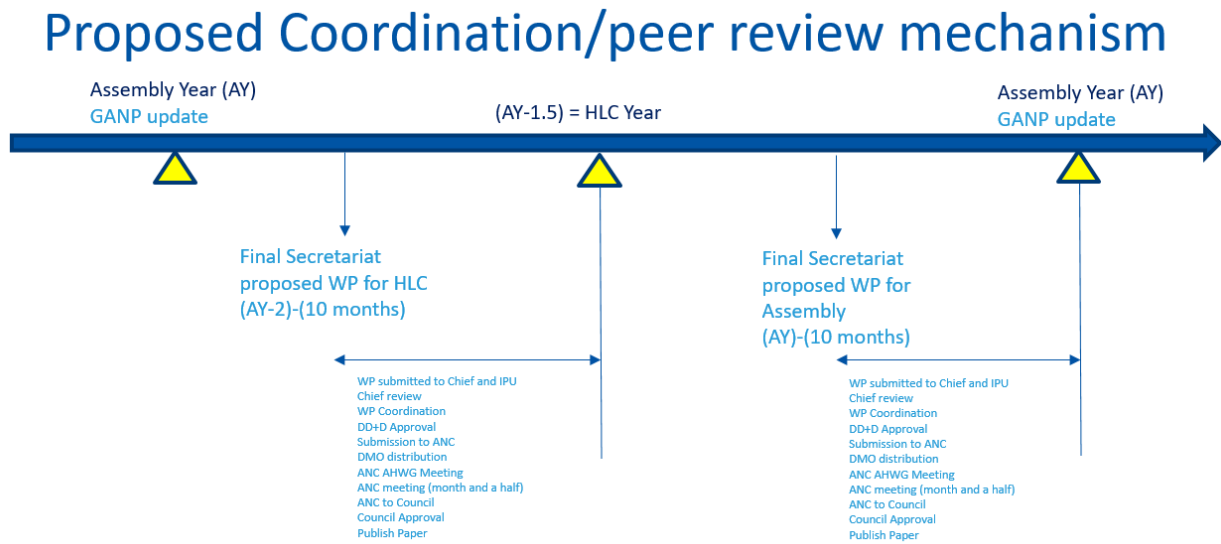 Proposed Coordination/peer review mechanism
Assembly Year (AY)
GANP update
(AY-1.5) = HLC Year
Assembly Year (AY)
GANP update
Final Secretariat
proposed WP for HLC
(AY-2)-(10 months)
Final Secretariat
proposed WP for
Assembly
(AY)-(10 months)
WP submitted to Chief and IPU
Chief review
WP Coordination
DD+D Approval
Submission to ANC
DMO distribution
ANC AHWG Meeting
ANC meeting (month and a half)
ANC to Council
Council Approval
Publish Paper
WP submitted to Chief and IPU
Chief review
WP Coordination
DD+D Approval
Submission to ANC
DMO distribution
ANC AHWG Meeting
ANC meeting (month and a half)
ANC to Council
Council Approval
Publish Paper